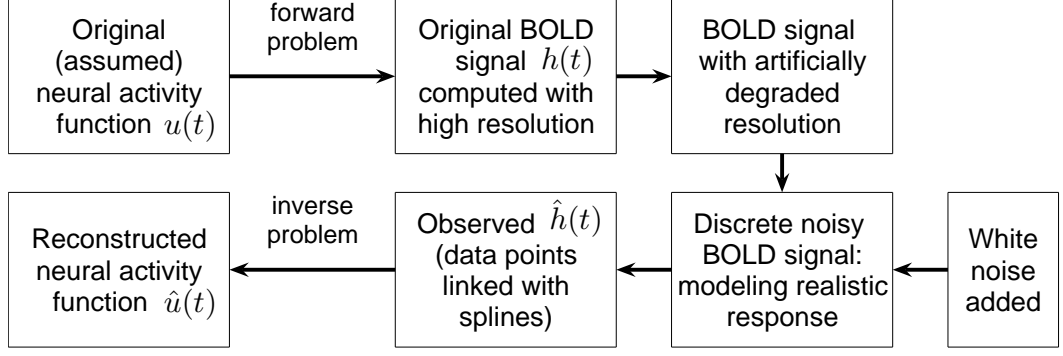 Original
(assumed)
neural activity
function u(t)
forward
problem
Original BOLD
signal h(t)
computed with
high resolution
BOLD signal
with artificially
degraded
resolution
Reconstructed
neural activity
function û(t)
inverse
problem
Observed ĥ(t)
(data points
linked with
splines)
Discrete noisy
BOLD signal:
modeling realistic
response
White
noise
added